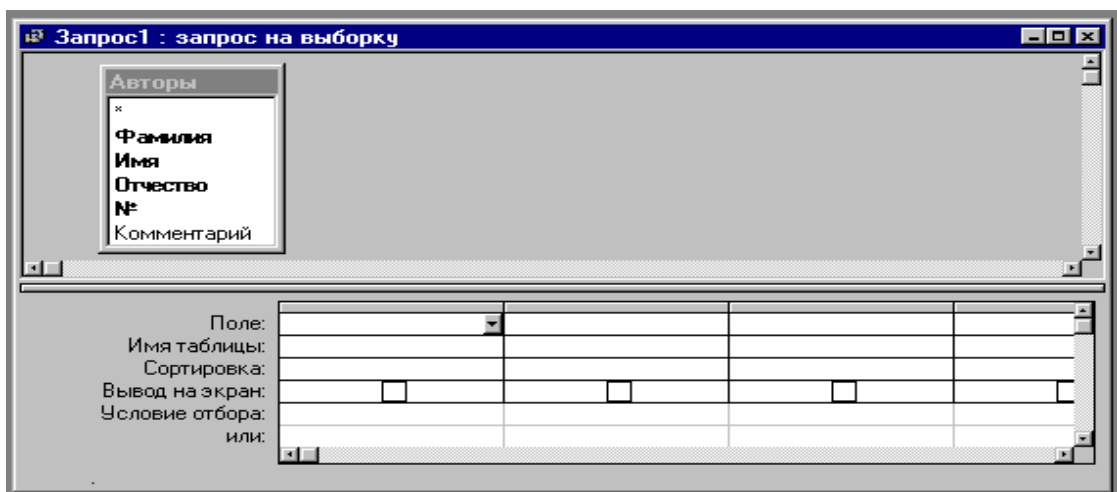 Запрос1 : запрос на выборку
Авторы
*
Фамилия
Имя
Отчество
№
Комментарий
Поле:
Имя таблицы:
Сортировка:
Вывод на экран:
Условие отбора:
или: